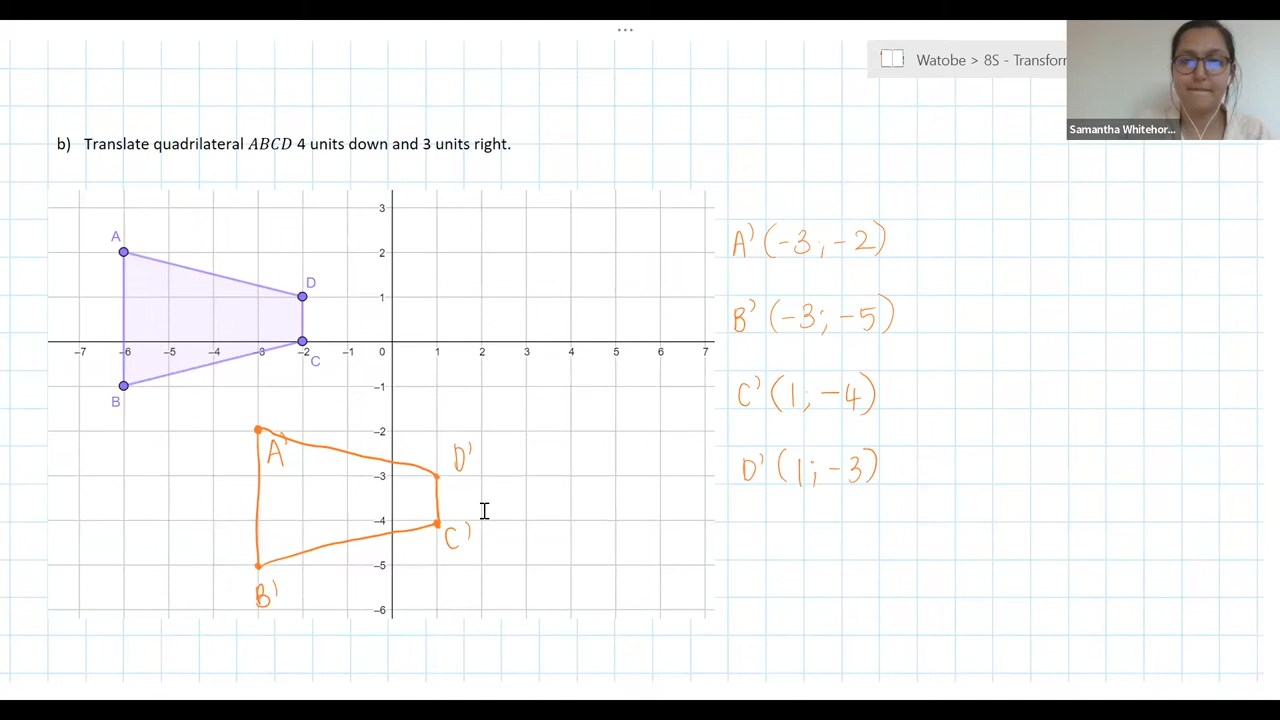 ...
Watobe > 8S - Transforr
Samantha Whitehor...
b) Translate quadrilateral ABCD 4 units down and 3 units right.
3
A
2
D
1
–7 –6 –5 –4 –3 –2 –1 0 1 2 3 4 5 6 7
C
–1
B
–2
A'
–3
D'
–4
C'
–5
B'
–6
A' (-3; -2)
B' (-3; -5)
C' (1; -4)
D' (1; -3)